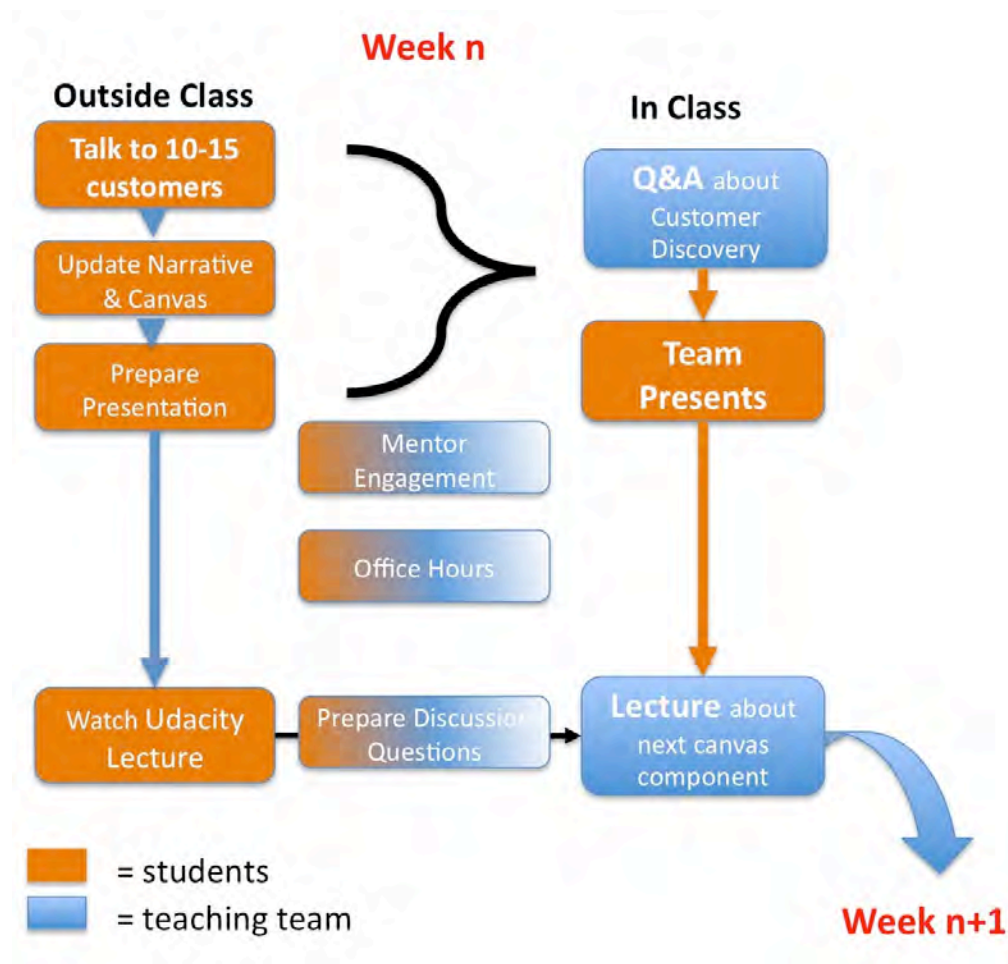 Week n
Outside Class
In Class
Talk to 10-15
customers
Update Narrative
& Canvas
Prepare
Presentation
Q&A about
Customer
Discovery
Team
Presents
Mentor
Engagement
Office Hours
Watch Udacity
Lecture
Prepare Discussion
Questions
Lecture about
next canvas
component
= students
= teaching team
Week n+1